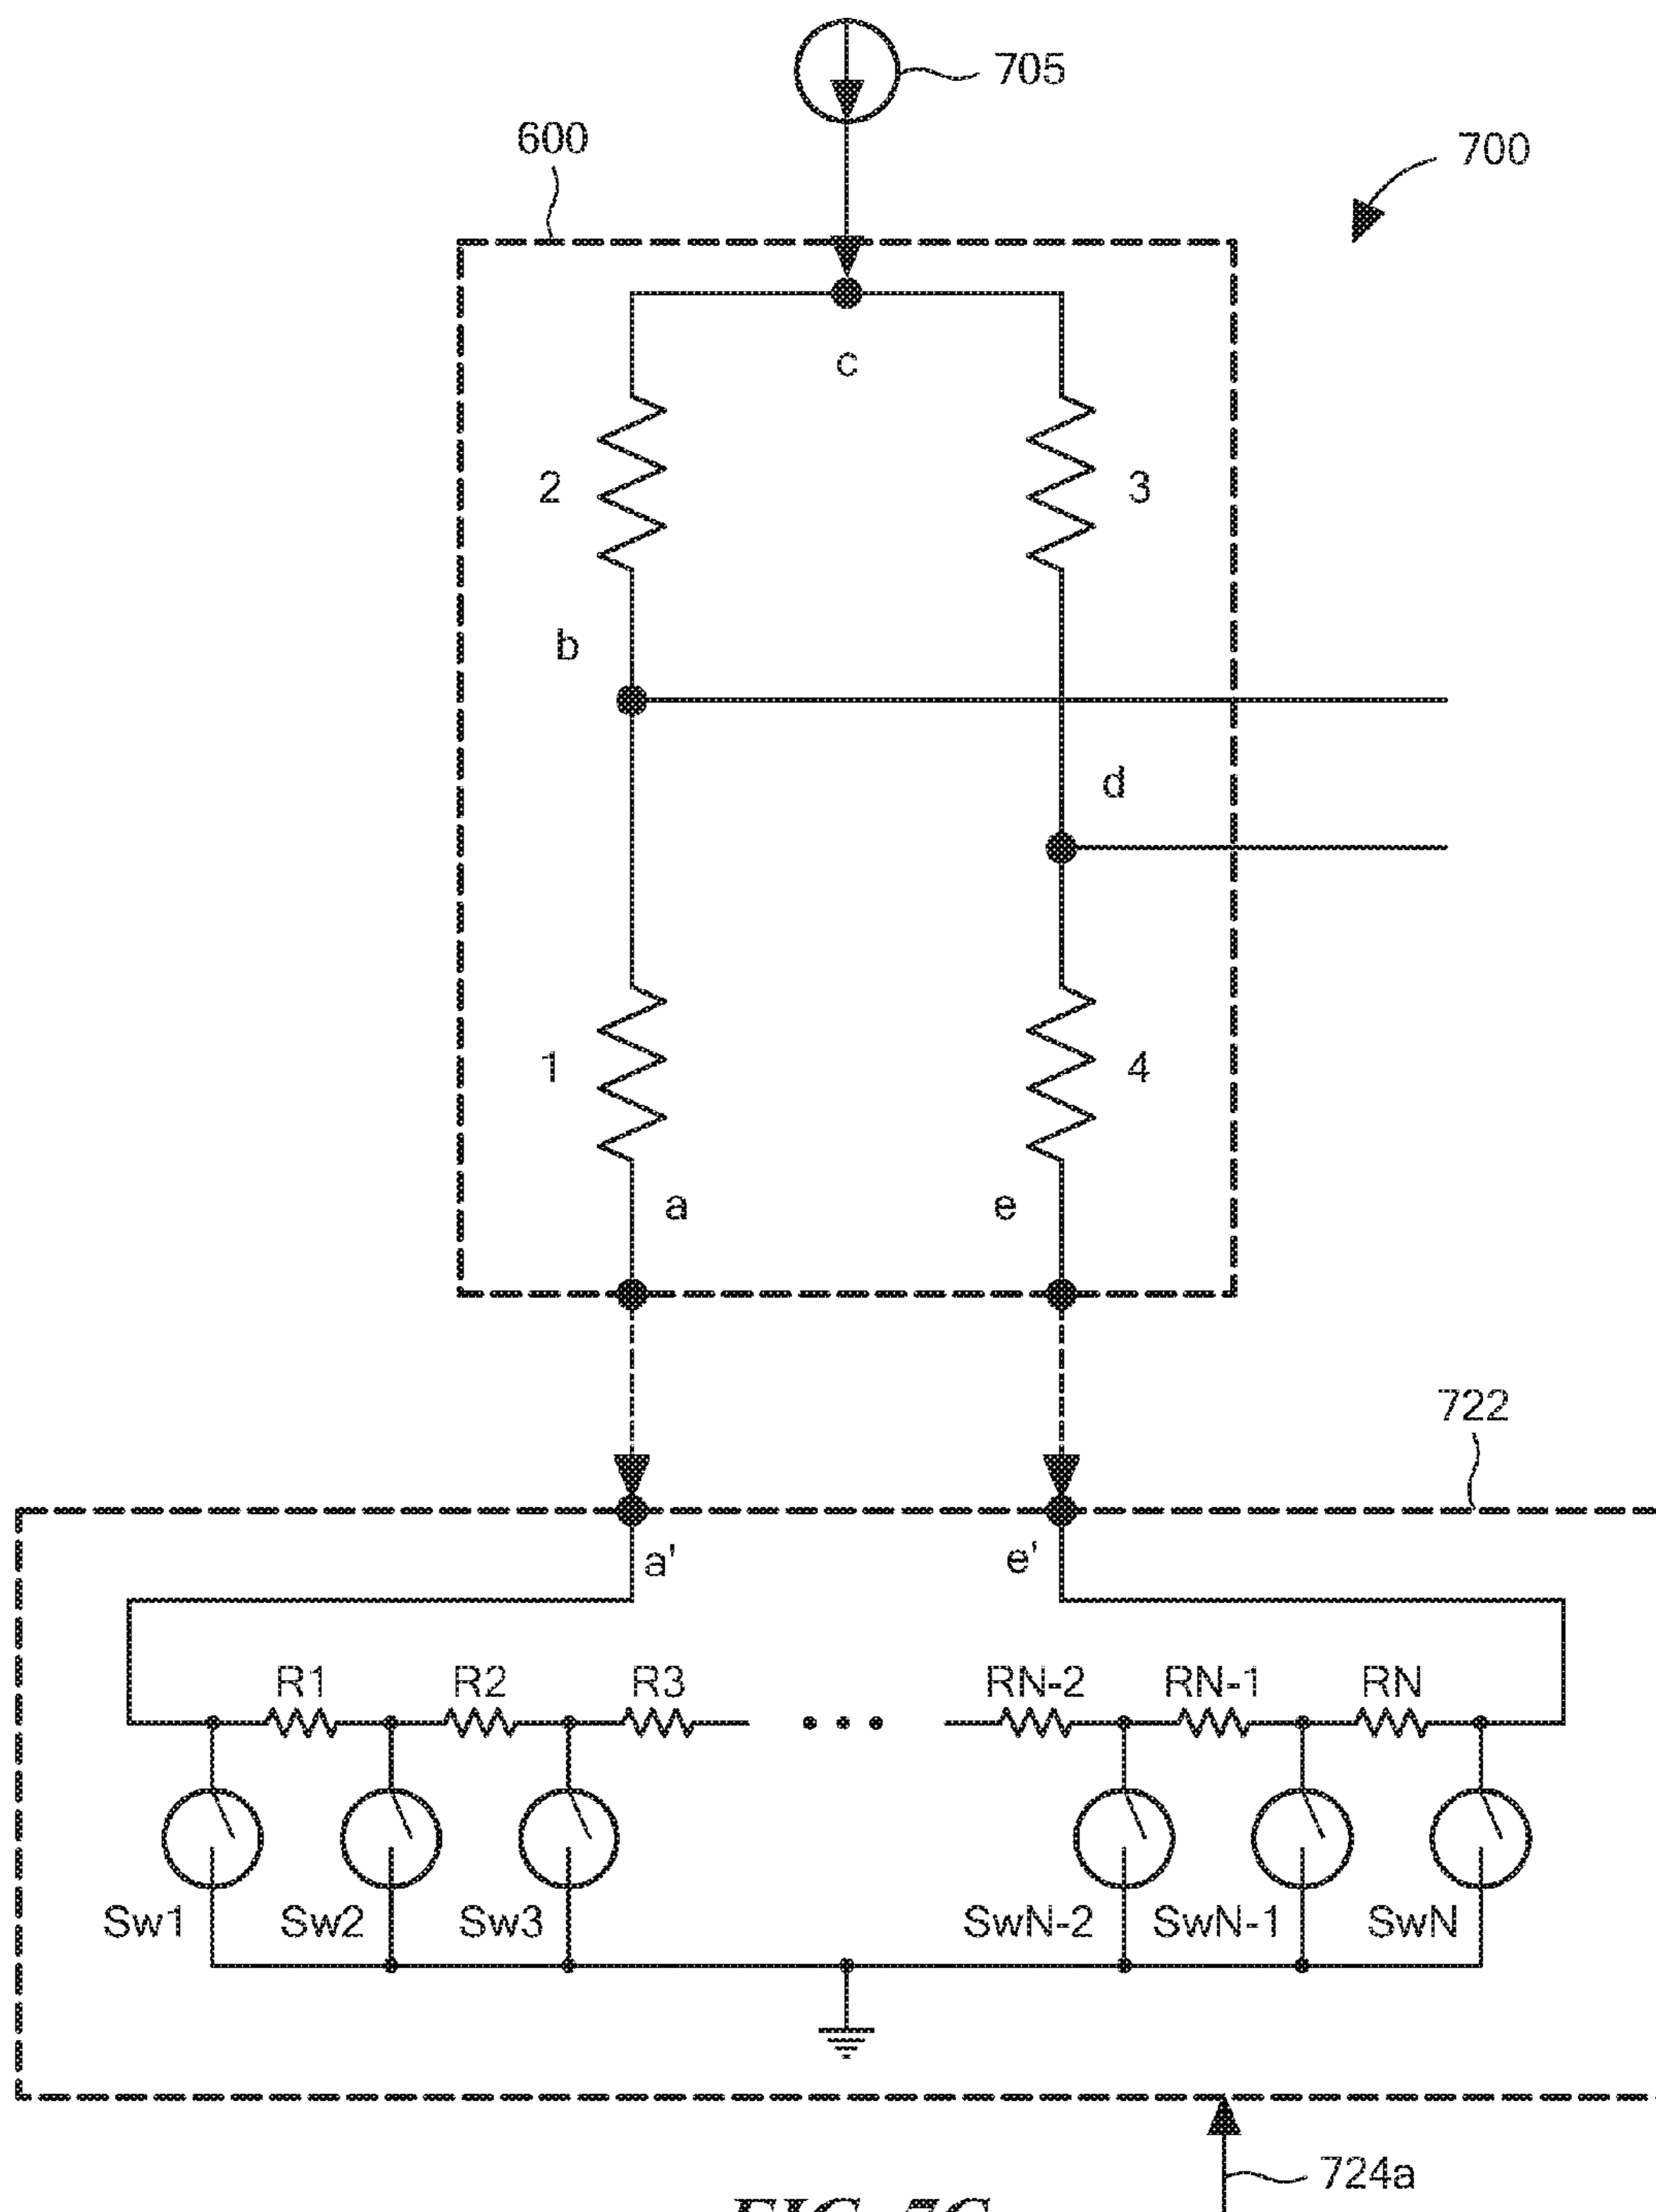 705
600
700
c
2
3
b
d
1
4
a
e
722
a'
e'
R1 R2 R3 RN-2 RN-1 RN
Sw1 Sw2 Sw3 SwN-2 SwN-1 SwN
724a